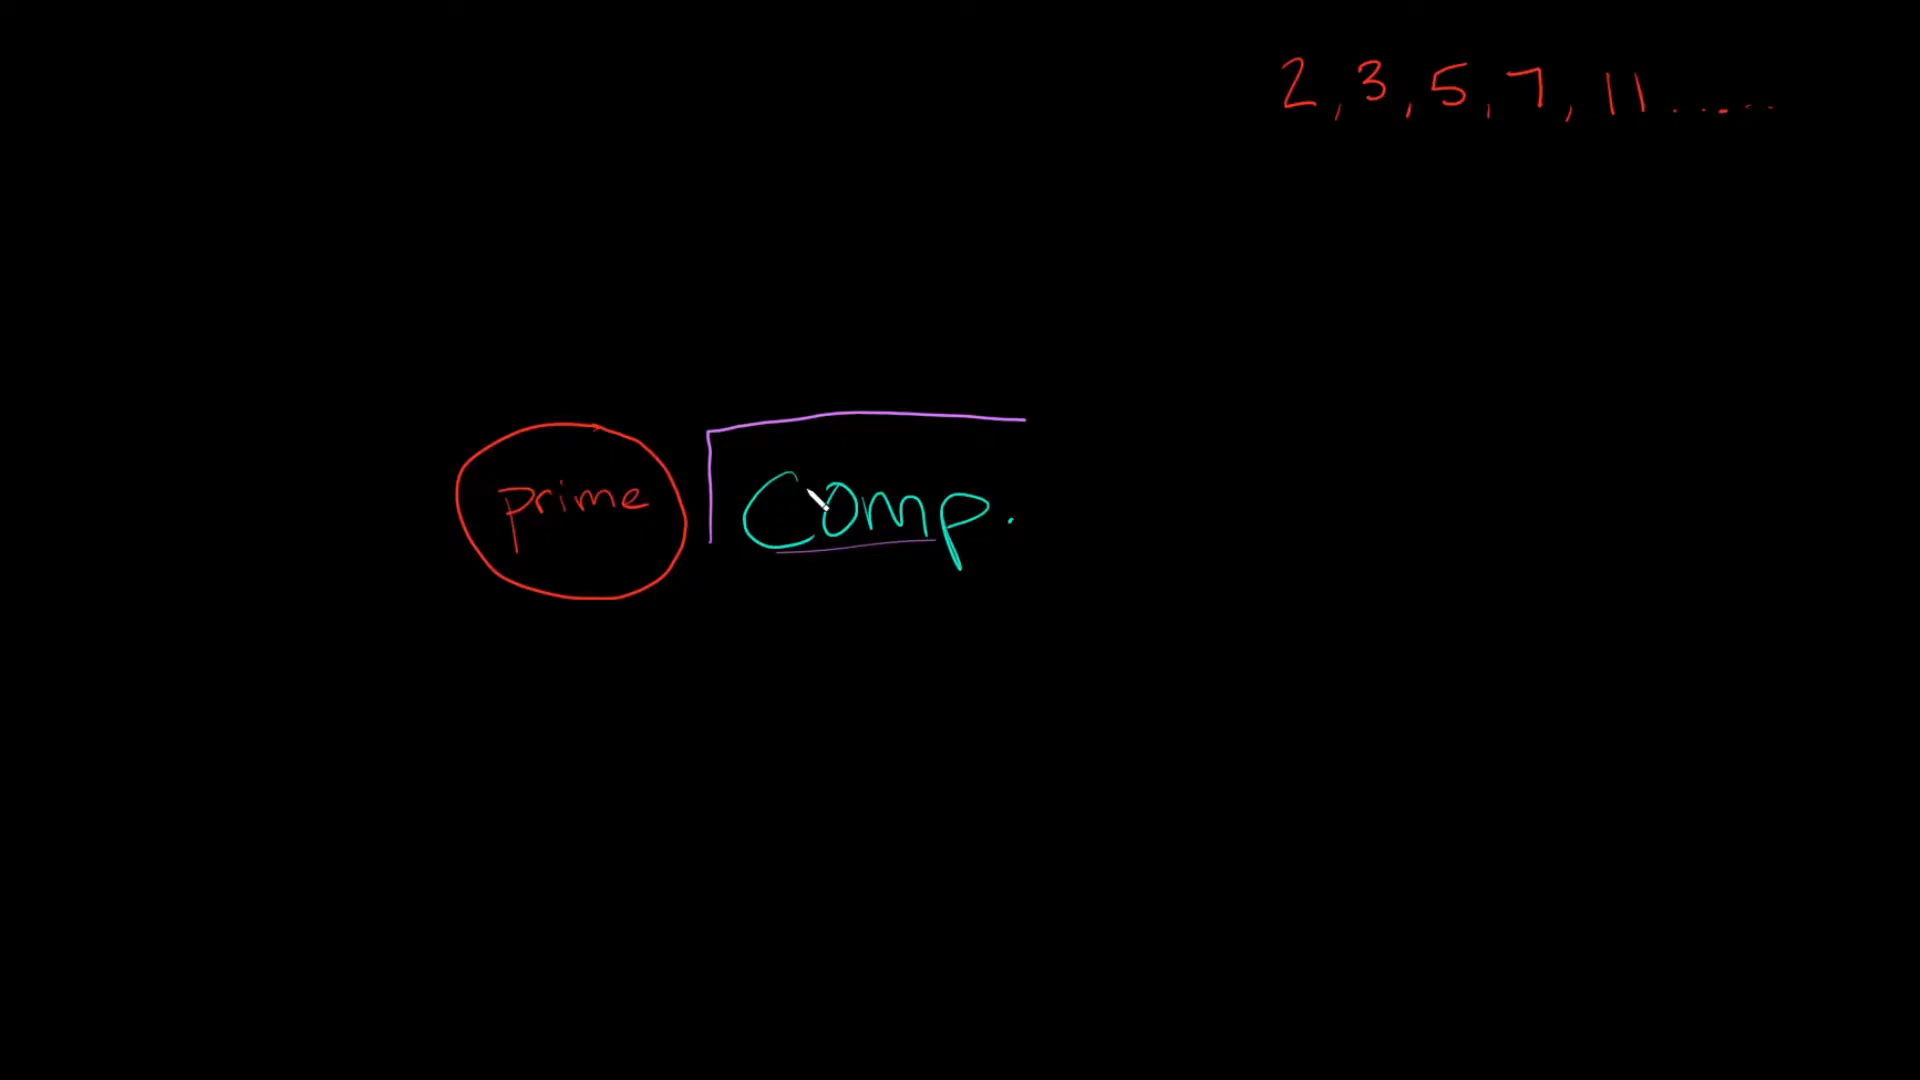 2, 3, 5, 7, 11.....
prime Comp.